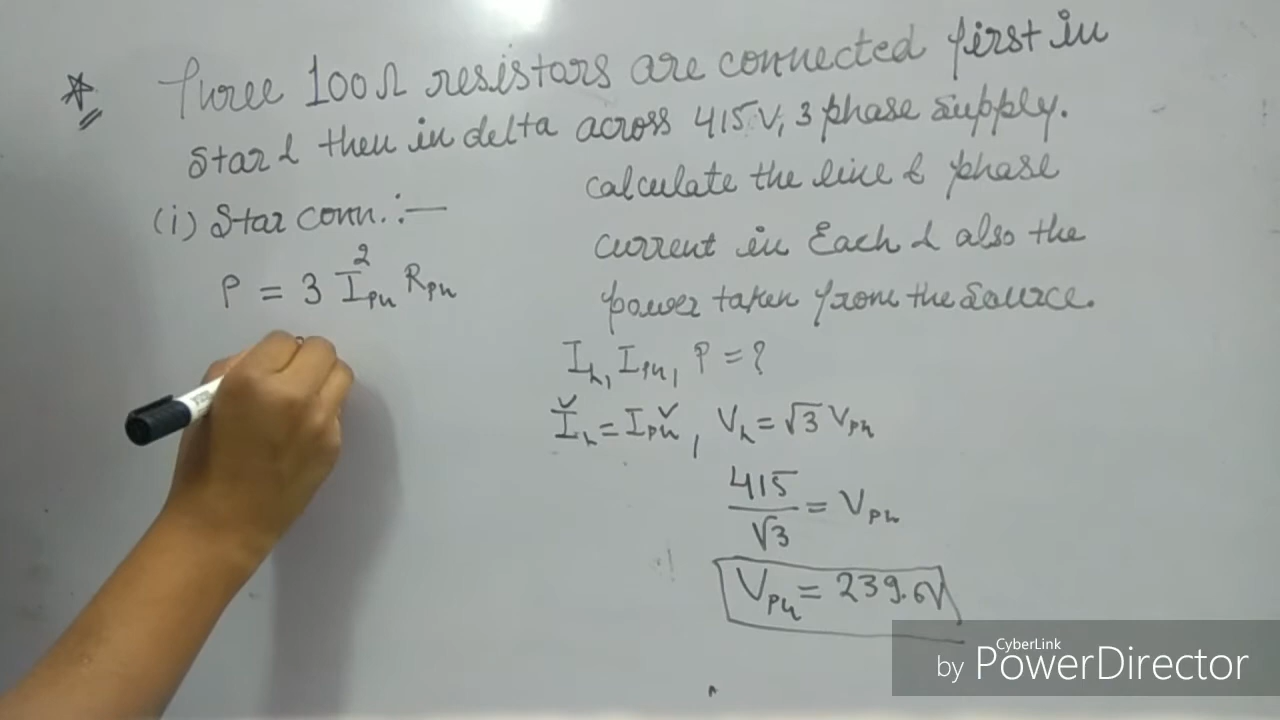 Three 100Ω resistars are connected first in
star & then in delta across 415 V, 3 phase supply.
calculate the line & phase
current in Each & also the
power taken from the source.
(i) Star conn. :—
P = 3 I²Ph RPh
IL, IPh, P = ?
IL = IPh, VL = √3 VPh
415/√3 = VPh
VPh = 239.6V
CyberLink
by PowerDirector